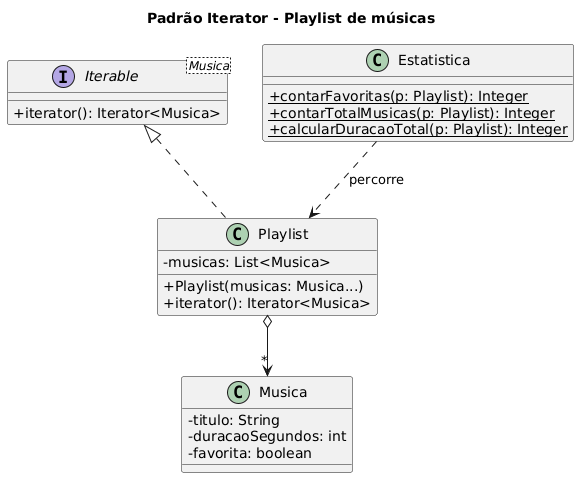 Padrão Iterator - Playlist de músicas
I Iterable
Musica
+iterator(): Iterator<Musica>
C Estatistica
+contarFavoritas(p: Playlist): Integer
+contarTotalMusicas(p: Playlist): Integer
+calcularDuracaoTotal(p: Playlist): Integer
percorre
C Playlist
-musicas: List<Musica>
+Playlist(musicas: Musica...)
+iterator(): Iterator<Musica>
*
C Musica
-titulo: String
-duracaoSegundos: int
-favorita: boolean